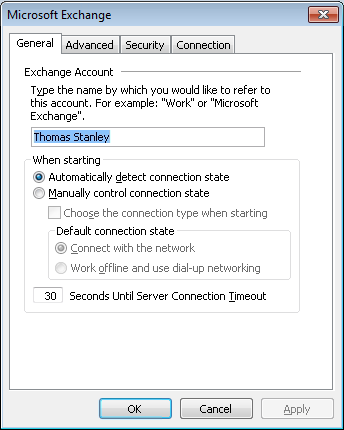 Microsoft Exchange
General Advanced Security Connection
Exchange Account
Type the name by which you would like to refer to
this account. For example: "Work" or "Microsoft
Exchange".
Thomas Stanley
When starting
Automatically detect connection state
Manually control connection state
Choose the connection type when starting
Default connection state
Connect with the network
Work offline and use dial-up networking
30 Seconds Until Server Connection Timeout
OK Cancel Apply